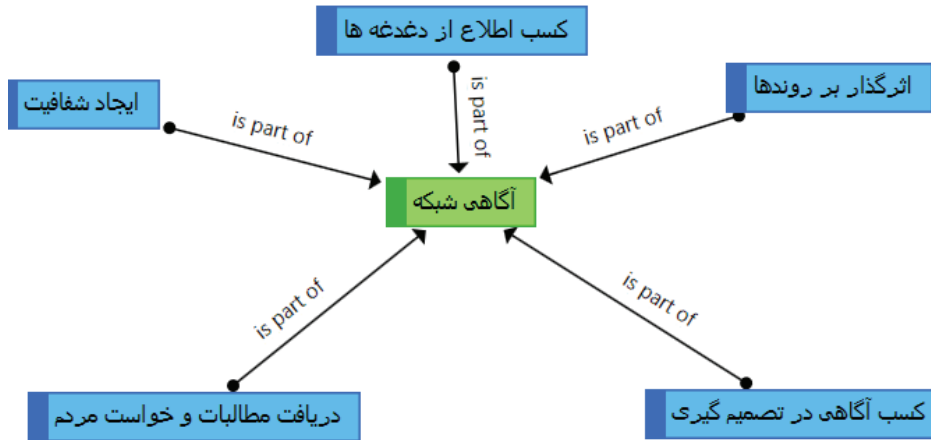 کسب اطلاع از دغدغه ها
اثرگذار بر روندها
ایجاد شفافیت
is part of
is part of
is part of
آگاهی شبکه
is part of
is part of
دریافت مطالبات و خواست مردم
کسب آگاهی در تصمیم گیری